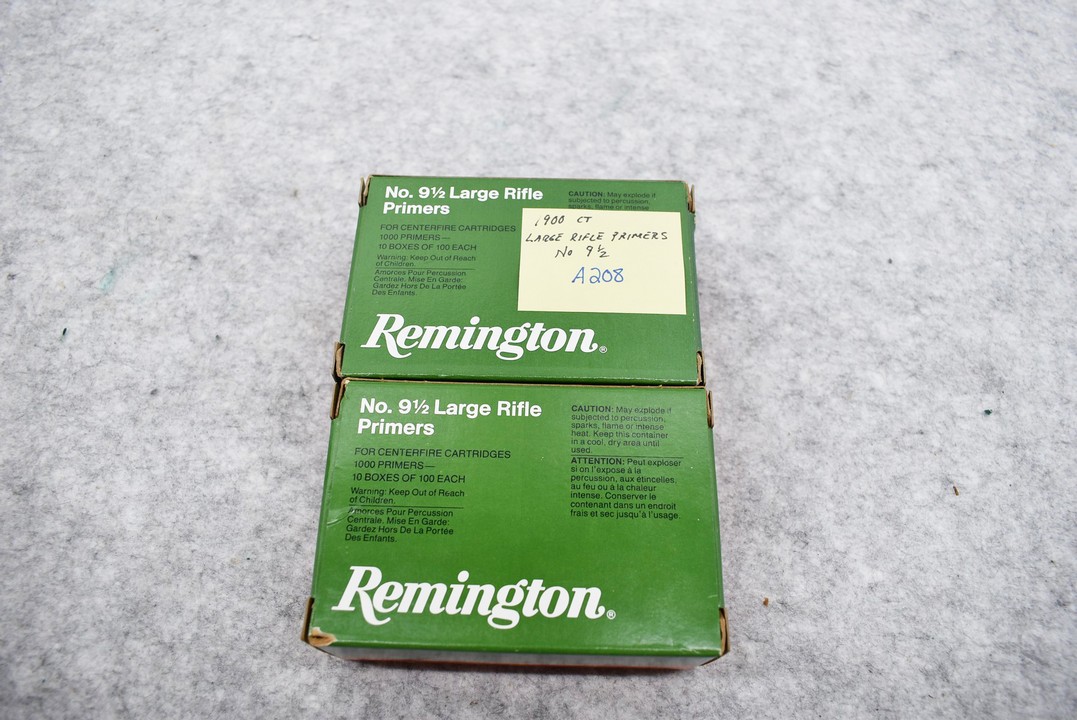 No. 9½ Large Rifle
Primers
FOR CENTERFIRE CARTRIDGES
1000 PRIMERS—
10 BOXES OF 100 EACH
Warning: Keep Out of Reach
of Children.
Amorces Pour Percussion
Centrale. Mise En Garde:
Gardez Hors De La Portée
Des Enfants.
CAUTION: May explode if
subjected to percussion,
sparks, flame or intense
1900 CT
LARGE RIFLE PRIMERS
No 9½
A208
Remington®
No. 9½ Large Rifle
Primers
FOR CENTERFIRE CARTRIDGES
1000 PRIMERS—
10 BOXES OF 100 EACH
Warning: Keep Out of Reach
of Children.
Amorces Pour Percussion
Centrale. Mise En Garde:
Gardez Hors De La Portée
Des Enfants.
CAUTION: May explode if
subjected to percussion,
sparks, flame or intense
heat. Keep this container
in a cool, dry area until
used.
ATTENTION: Peut exploser
si on l'expose à la
percussion, aux étincelles,
au feu ou à la chaleur
intense. Conserver le
contenant dans un endroit
frais et sec jusqu'à l'usage.
Remington®